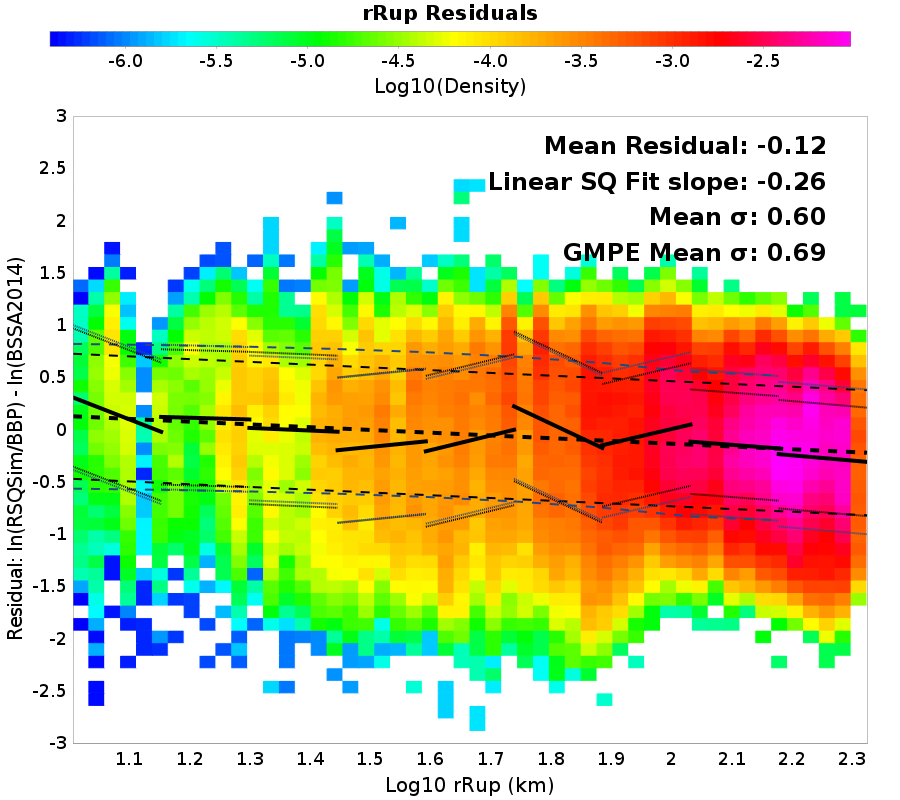 rRup Residuals
-6.0 -5.5 -5.0 -4.5 -4.0 -3.5 -3.0 -2.5
Log10(Density)
Mean Residual: -0.12
Linear SQ Fit slope: -0.26
Mean σ: 0.60
GMPE Mean σ: 0.69
Residual: ln(RSQSim/BBP) - ln(BSSA2014)
3
2.5
2
1.5
1
0.5
0
-0.5
-1
-1.5
-2
-2.5
-3
1.1 1.2 1.3 1.4 1.5 1.6 1.7 1.8 1.9 2 2.1 2.2 2.3
Log10 rRup (km)